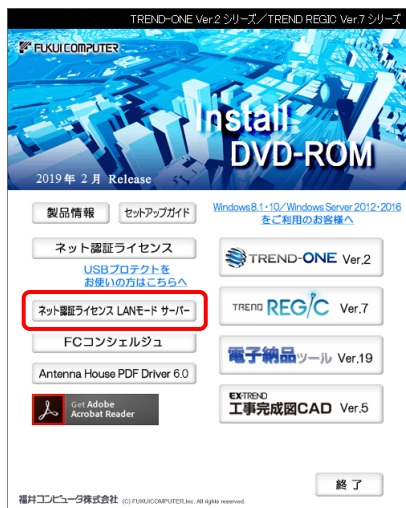 TREND-ONE Ver.2 シリーズ／TREND REGIC Ver.7 シリーズ
FUKUI COMPUTER
Install
DVD-ROM
2019年 2月 Release
製品情報
セットアップガイド
Windows8.1・10／Windows Server 2012・2016
をご利用のお客様へ
ネット認証ライセンス
USBプロテクトを
お使いの方はこちらへ
TREND-ONE Ver.2
ネット認証ライセンス LANモード サーバー
TREND REGIC Ver.7
FCコンシェルジュ
電子納品ツール Ver.19
Antenna House PDF Driver 6.0
Get Adobe
Acrobat Reader
EX-TREND
工事完成図CAD Ver.5
終了
福井コンピュータ株式会社 (C) FUKUICOMPUTER,Inc. All rights reserved.